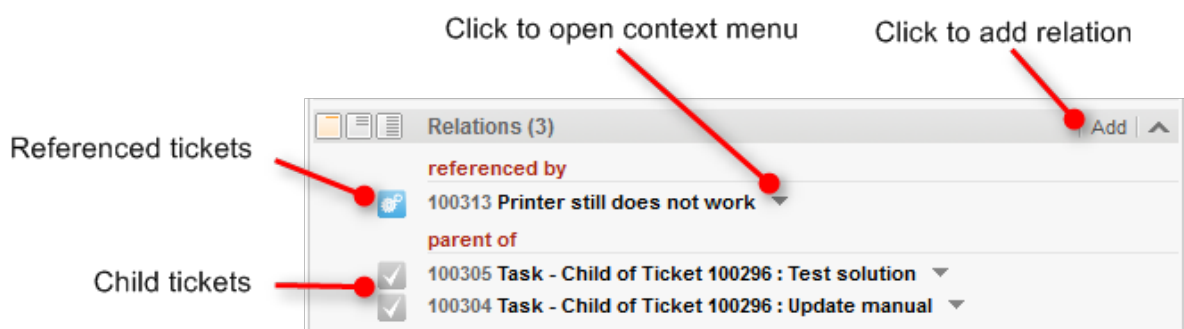 Click to open context menu
Click to add relation
Relations (3)
Add
Referenced tickets
referenced by
100313 Printer still does not work
parent of
Child tickets
100305 Task - Child of Ticket 100296 : Test solution
100304 Task - Child of Ticket 100296 : Update manual